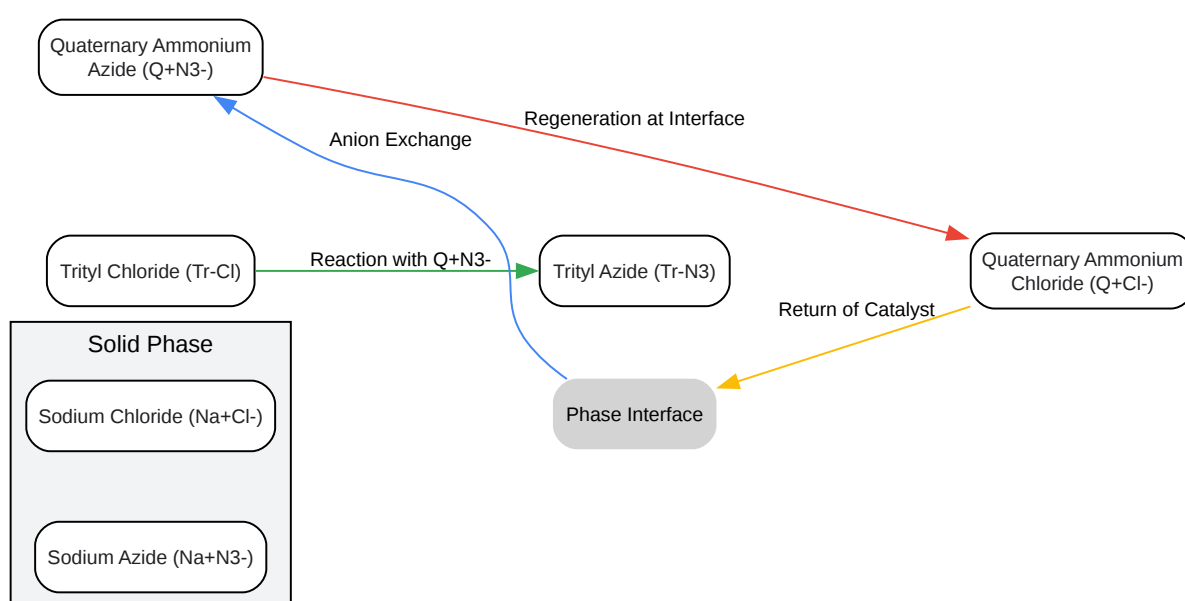 Quaternary Ammonium
Azide (Q+N3-)
Regeneration at Interface
Anion Exchange
Trityl Chloride (Tr-Cl)
Reaction with Q+N3-
Trityl Azide (Tr-N3)
Quaternary Ammonium
Chloride (Q+Cl-)
Return of Catalyst
Solid Phase
Sodium Chloride (Na+Cl-)
Phase Interface
Sodium Azide (Na+N3-)